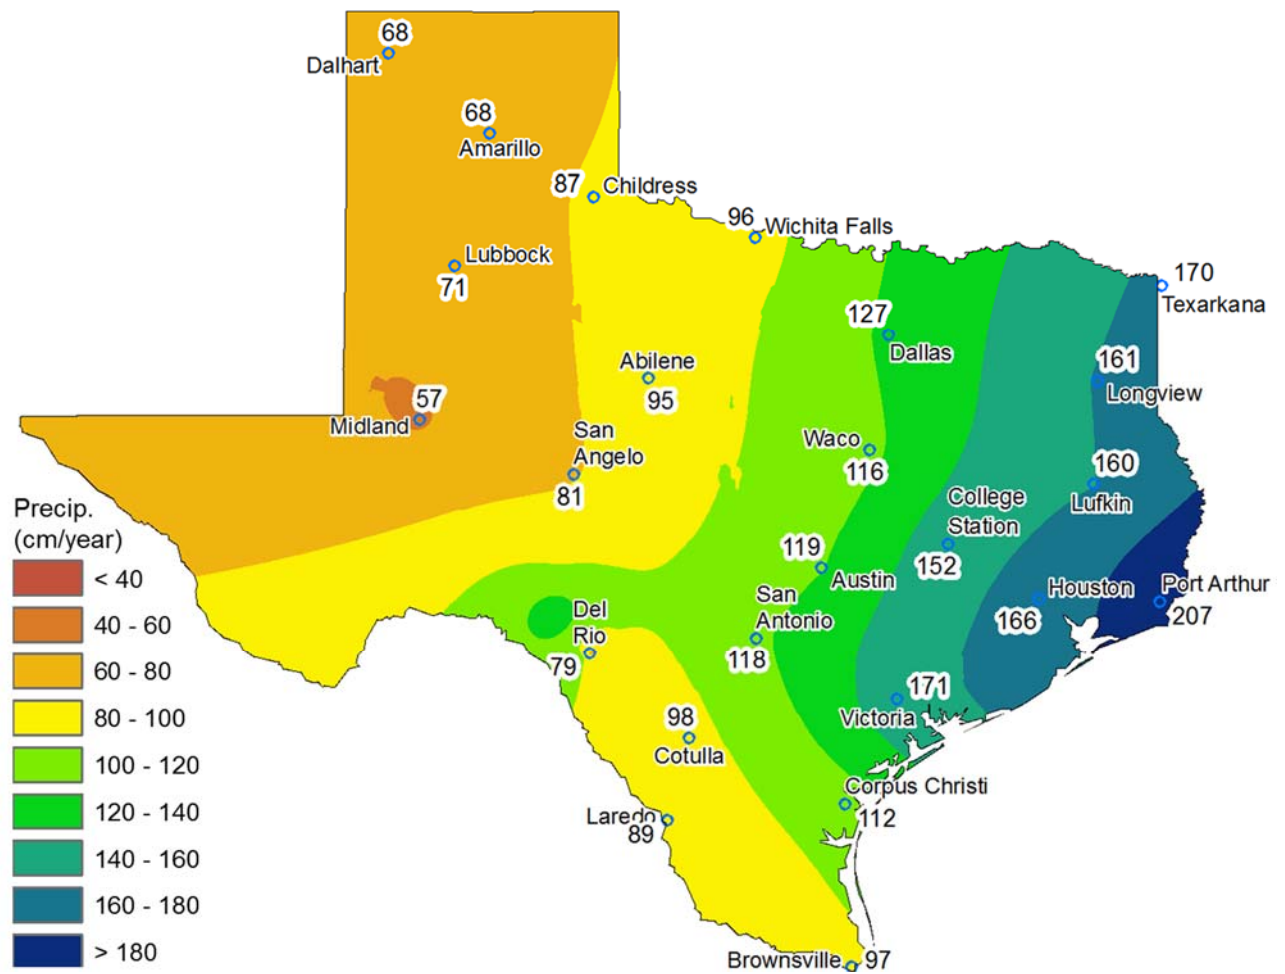 68
Dalhart
68
Amarillo
87
Childress
96
Wichita Falls
Lubbock
71
170
Texarkana
127
Dallas
Abilene
95
161
Longview
57
Midland
San
Angelo
81
Waco
116
160
Lufkin
College
Station
152
Precip.
(cm/year)
< 40
40 - 60
60 - 80
80 - 100
100 - 120
120 - 140
140 - 160
160 - 180
> 180
119
Austin
San
Antonio
118
Del
Rio
79
Houston
166
Port Arthur
207
171
Victoria
98
Cotulla
Corpus Christi
112
Laredo
89
Brownsville
97